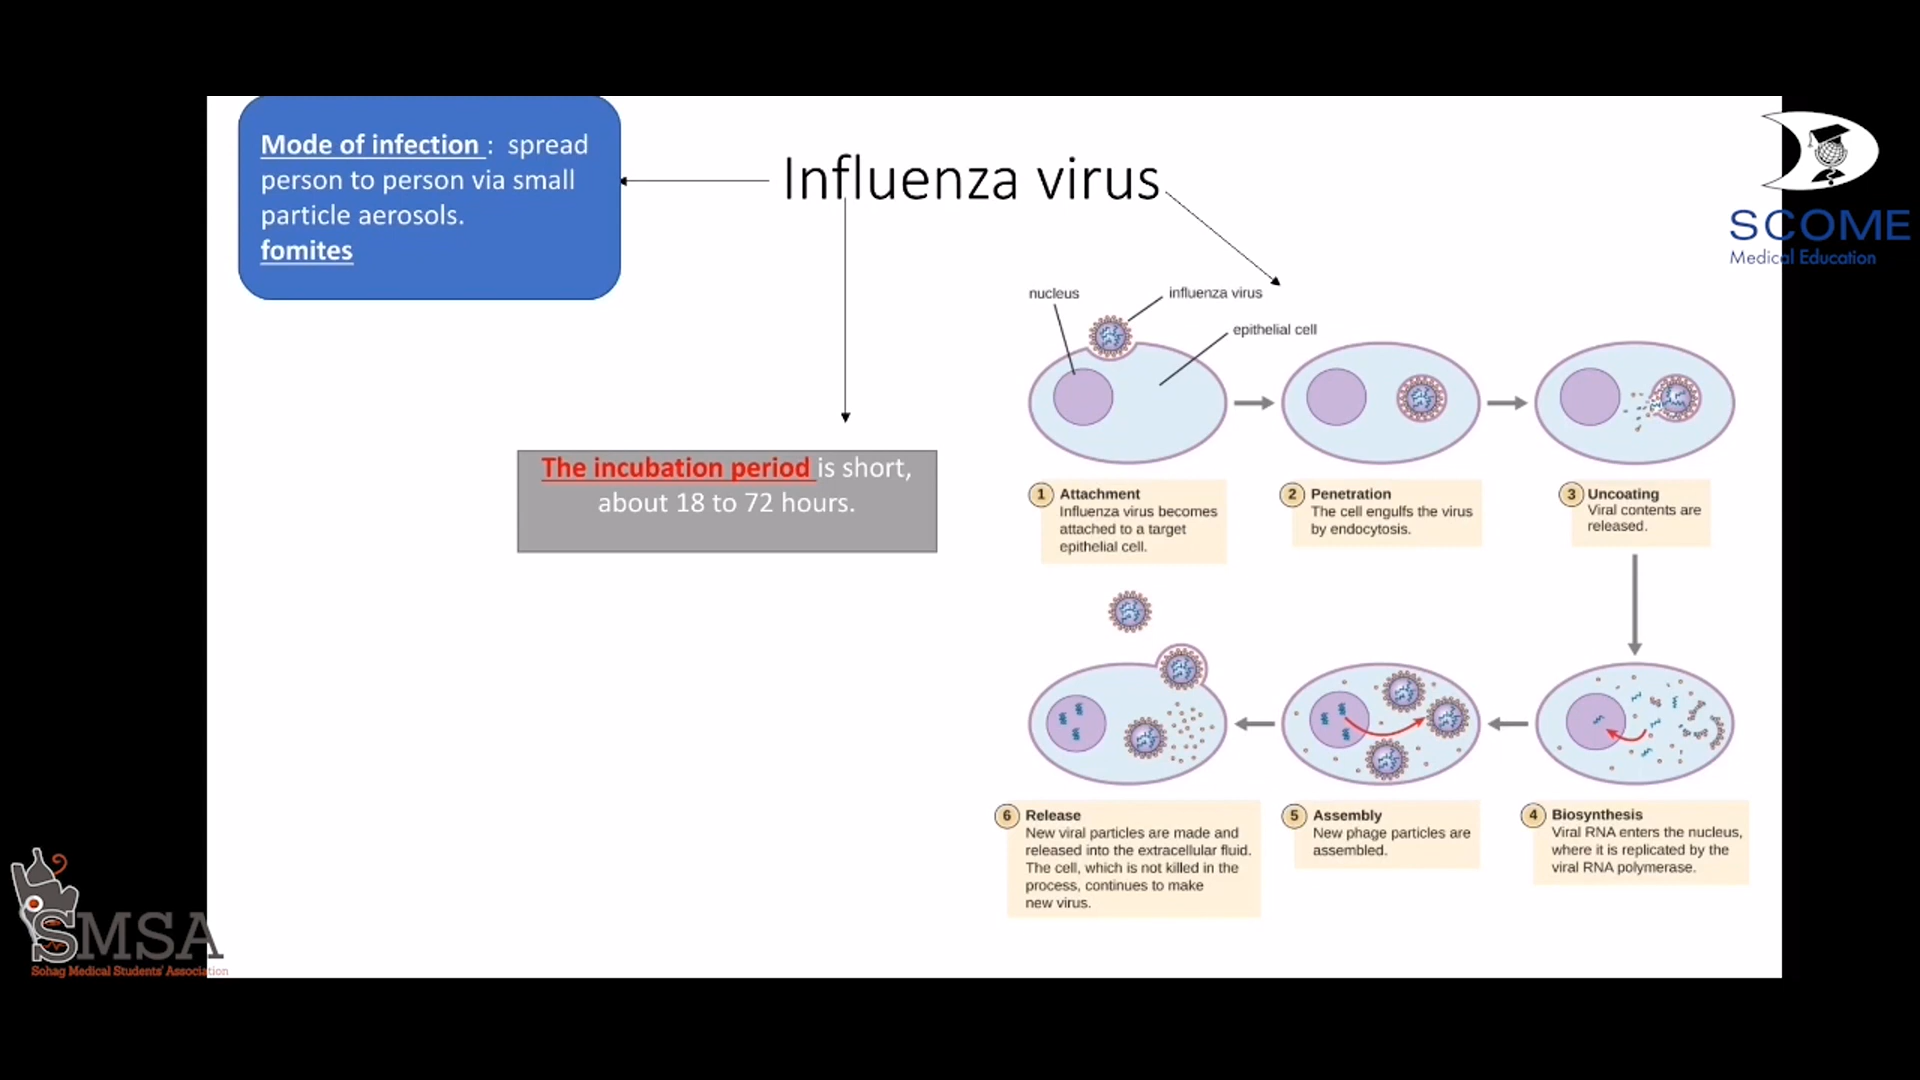 Mode of infection :  spread
person to person via small
particle aerosols.
fomites
Influenza virus
SCOME
Medical Education
The incubation period is short,
about 18 to 72 hours.
nucleus
influenza virus
epithelial cell
1 Attachment
Influenza virus becomes
attached to a target
epithelial cell.
2 Penetration
The cell engulfs the virus
by endocytosis.
3 Uncoating
Viral contents are
released.
6 Release
New viral particles are made and
released into the extracellular fluid.
The cell, which is not killed in the
process, continues to make
new virus.
5 Assembly
New phage particles are
assembled.
4 Biosynthesis
Viral RNA enters the nucleus,
where it is replicated by the
viral RNA polymerase.
SMSA
Sohag Medical Students' Association